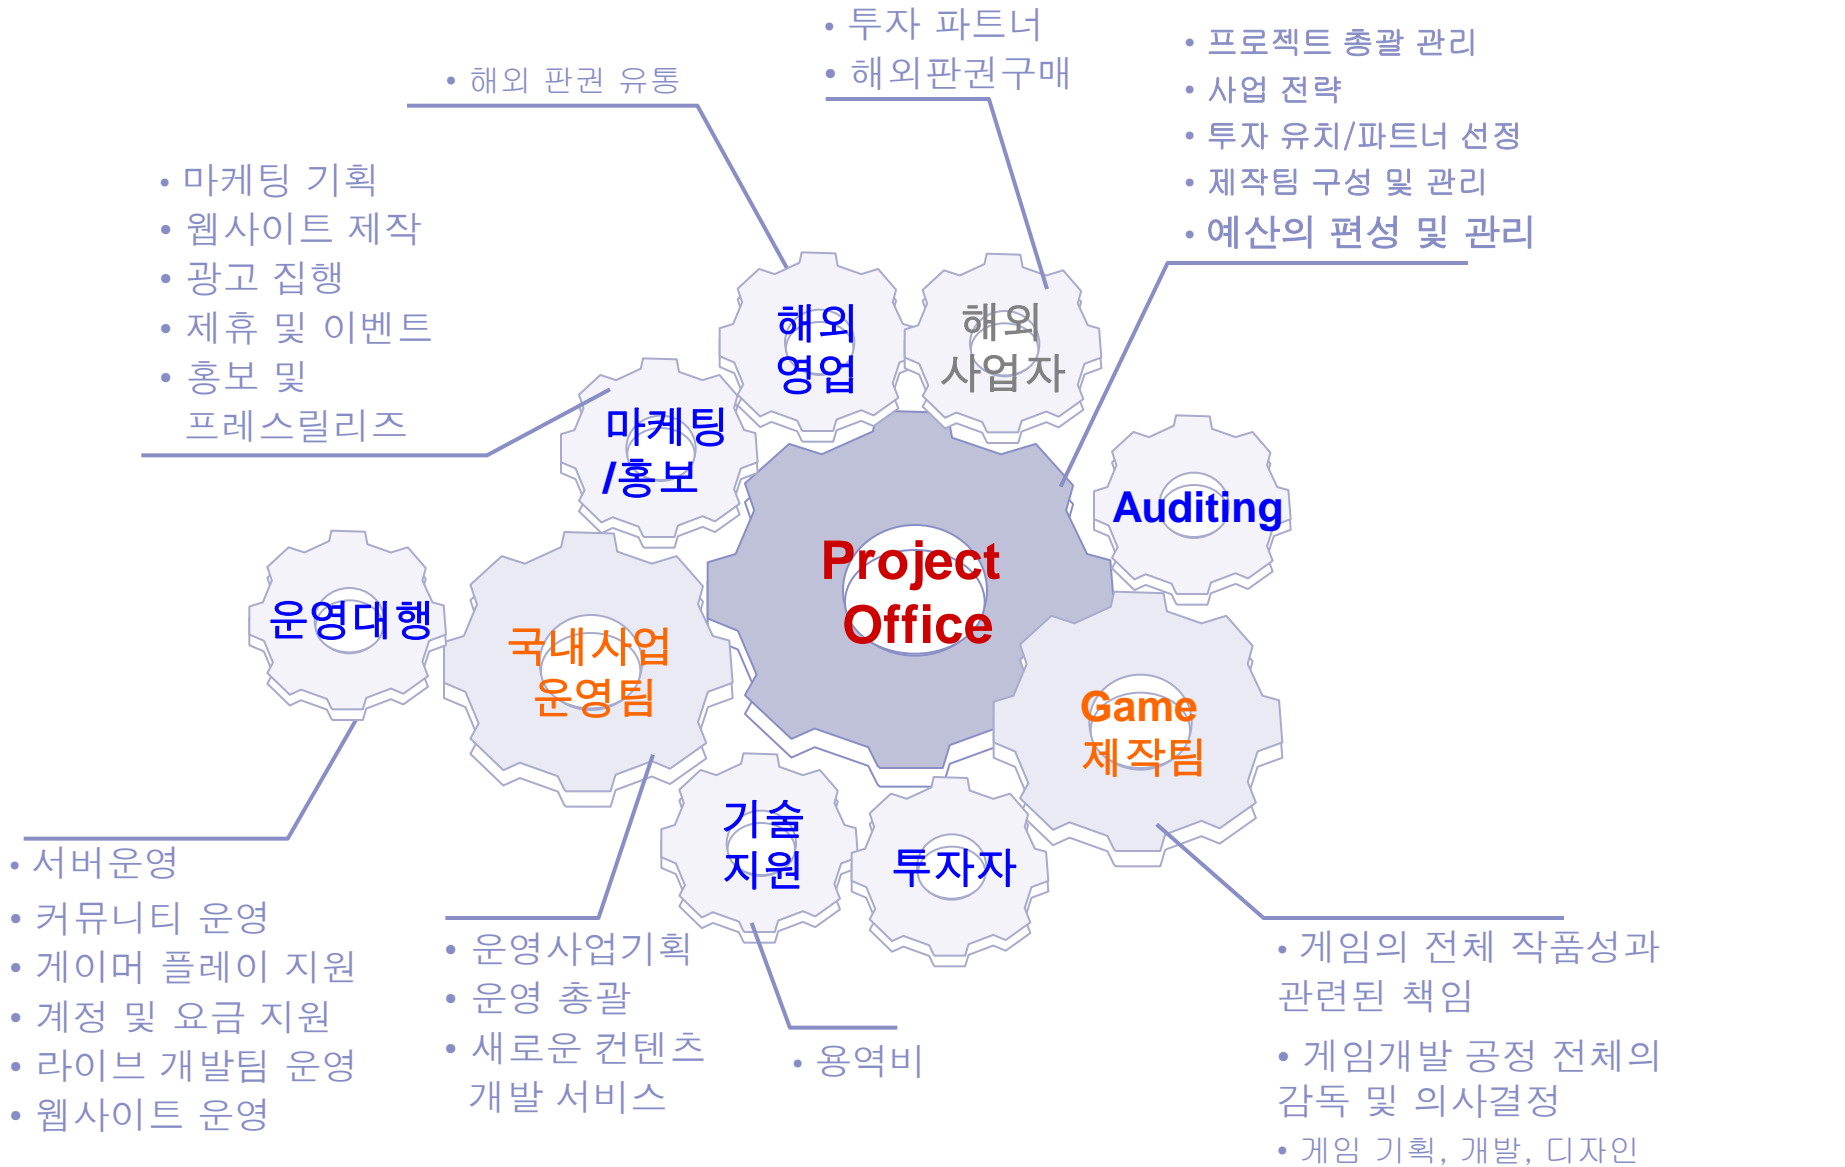 • 투자 파트너
• 해외판권구매
• 프로젝트 총괄 관리
• 사업 전략
• 투자 유치/파트너 선정
• 제작팀 구성 및 관리
• 예산의 편성 및 관리
• 해외 판권 유통
• 마케팅 기획
• 웹사이트 제작
• 광고 집행
• 제휴 및 이벤트
• 홍보 및
프레스릴리즈
해외
영업
해외
사업자
마케팅
/홍보
Auditing
Project
Office
운영대행
국내사업
운영팀
Game
제작팀
기술
지원
투자자
• 서버운영
• 커뮤니티 운영
• 게이머 플레이 지원
• 계정 및 요금 지원
• 라이브 개발팀 운영
• 웹사이트 운영
• 운영사업기획
• 운영 총괄
• 새로운 컨텐츠
개발 서비스
• 용역비
• 게임의 전체 작품성과
관련된 책임
• 게임개발 공정 전체의
감독 및 의사결정
• 게임 기획, 개발, 디자인